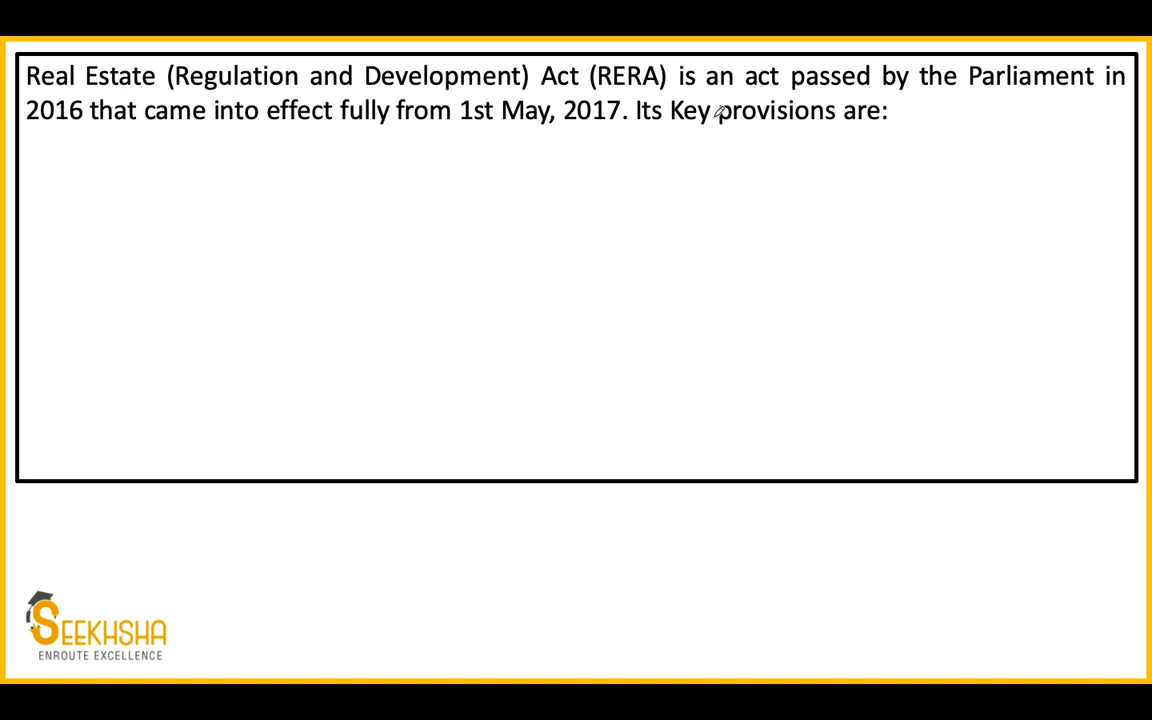 Real Estate (Regulation and Development) Act (RERA) is an act passed by the Parliament in
2016 that came into effect fully from 1st May, 2017. Its Key provisions are:
SEEKHSHA
ENROUTE EXCELLENCE